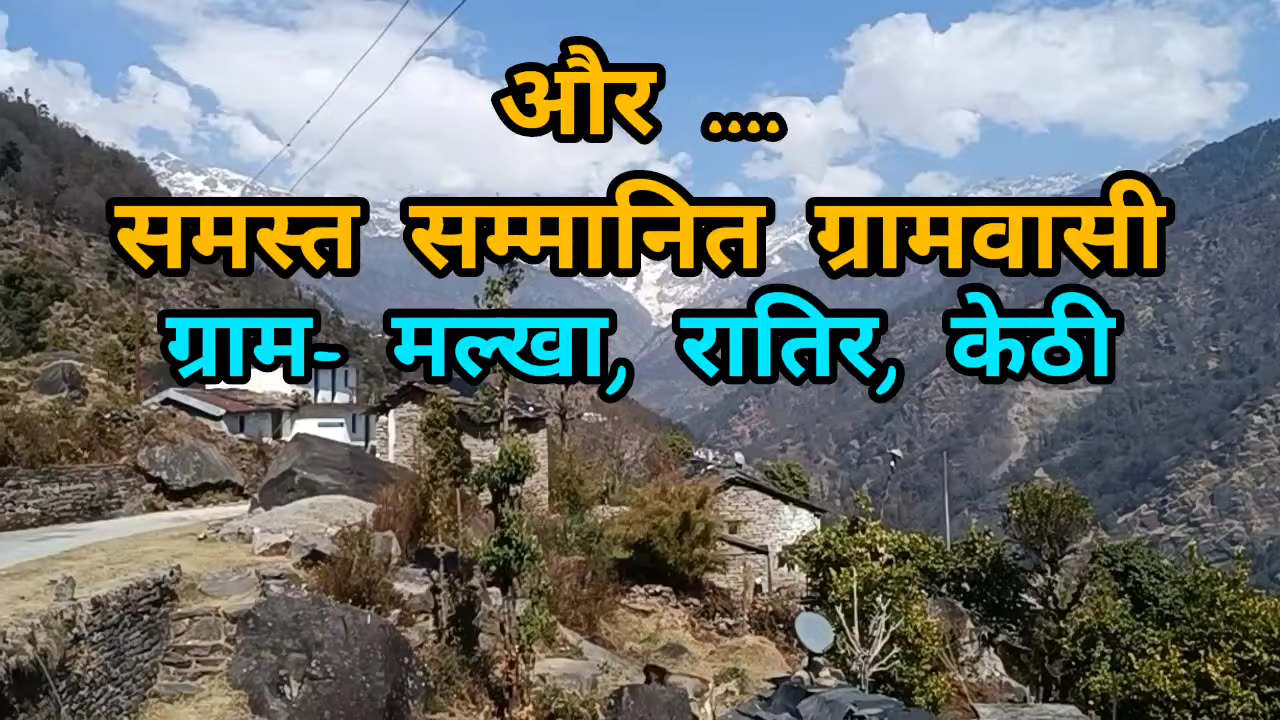 और ....
समस्त सम्मानित ग्रामवासी
ग्राम- मल्खा, रातिर, केठी